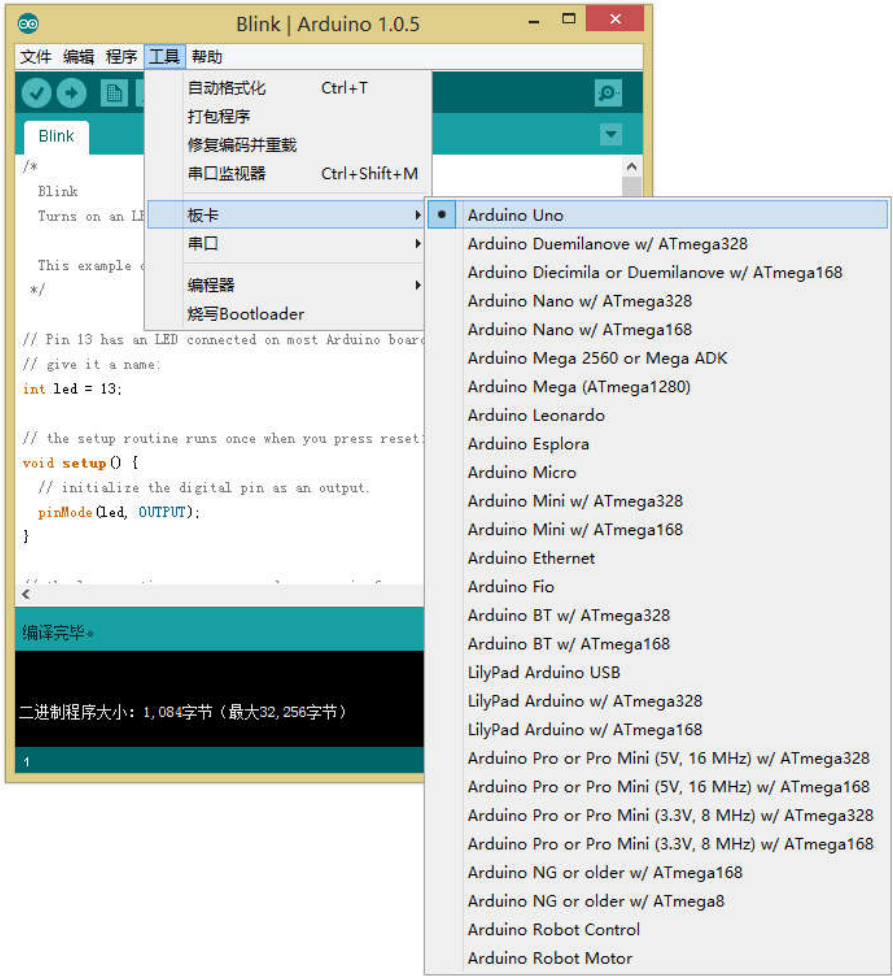 Blink | Arduino 1.0.5
文件 编辑 程序 工具 帮助
自动格式化 Ctrl+T
打包程序
修复编码并重载
串口监视器 Ctrl+Shift+M
板卡
串口
编程器
烧写Bootloader
Blink
/*
Blink
Turns on an
This example
*/
// Pin 13 has an LED connected on most Arduino
// give it a name:
int led = 13;
// the setup routine runs once when you press reset:
void setup() {
// initialize the digital pin as an output.
pinMode(led, OUTPUT);
}
编译完毕。
二进制程序大小: 1,084字节 (最大32,256字节)
1
Arduino Uno
Arduino Duemilanove w/ ATmega328
Arduino Diecimila or Duemilanove w/ ATmega168
Arduino Nano w/ ATmega328
Arduino Nano w/ ATmega168
Arduino Mega 2560 or Mega ADK
Arduino Mega (ATmega1280)
Arduino Leonardo
Arduino Esplora
Arduino Micro
Arduino Mini w/ ATmega328
Arduino Mini w/ ATmega168
Arduino Ethernet
Arduino Fio
Arduino BT w/ ATmega328
Arduino BT w/ ATmega168
LilyPad Arduino USB
LilyPad Arduino w/ ATmega328
LilyPad Arduino w/ ATmega168
Arduino Pro or Pro Mini (5V, 16 MHz) w/ ATmega328
Arduino Pro or Pro Mini (5V, 16 MHz) w/ ATmega168
Arduino Pro or Pro Mini (3.3V, 8 MHz) w/ ATmega328
Arduino Pro or Pro Mini (3.3V, 8 MHz) w/ ATmega168
Arduino NG or older w/ ATmega168
Arduino NG or older w/ ATmega8
Arduino Robot Control
Arduino Robot Motor